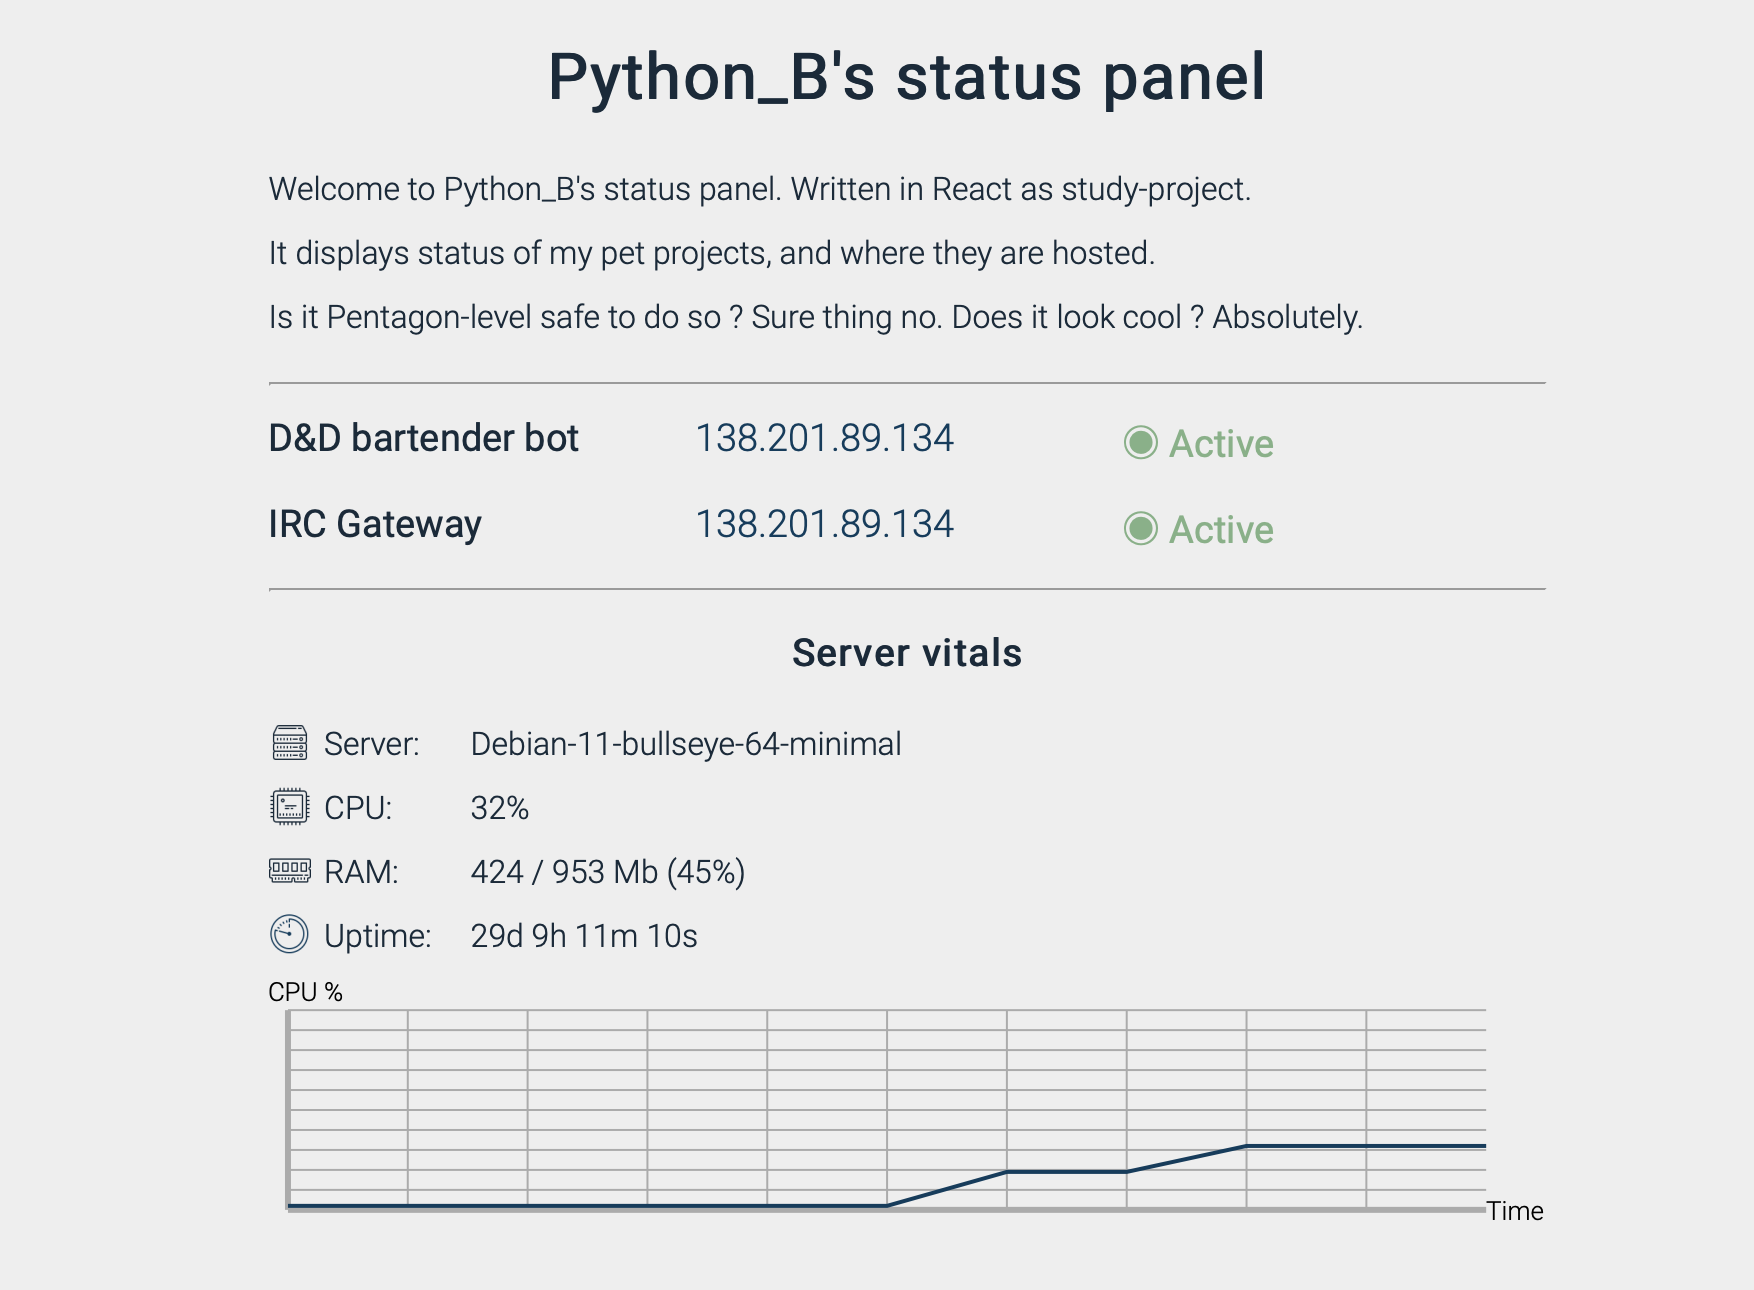 Python_B's status panel
Welcome to Python_B's status panel. Written in React as study-project.
It displays status of my pet projects, and where they are hosted.
Is it Pentagon-level safe to do so ? Sure thing no. Does it look cool ? Absolutely.
D&D bartender bot 138.201.89.134 Active
IRC Gateway 138.201.89.134 Active
Server vitals
Server: Debian-11-bullseye-64-minimal
CPU: 32%
RAM: 424 / 953 Mb (45%)
Uptime: 29d 9h 11m 10s
CPU %
Time